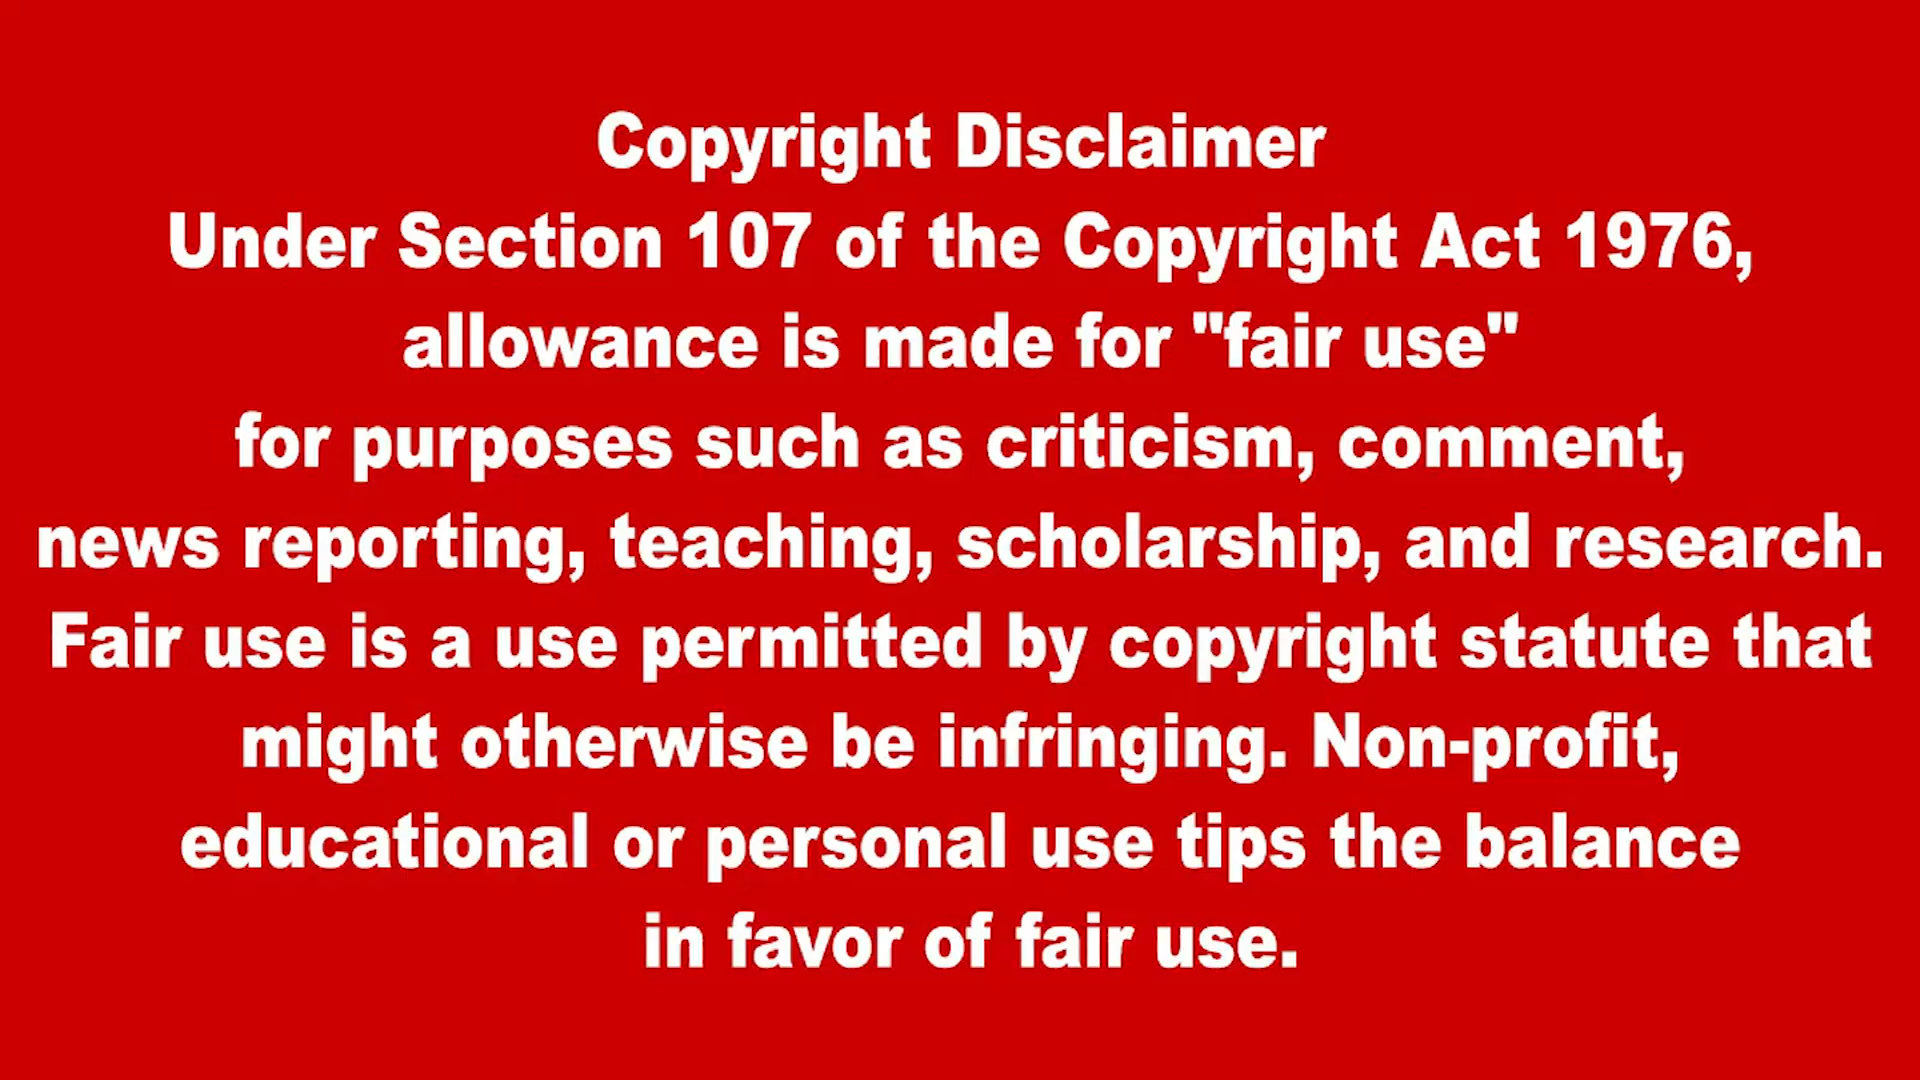 Copyright Disclaimer
Under Section 107 of the Copyright Act 1976,
allowance is made for "fair use"
for purposes such as criticism, comment,
news reporting, teaching, scholarship, and research.
Fair use is a use permitted by copyright statute that
might otherwise be infringing. Non-profit,
educational or personal use tips the balance
in favor of fair use.